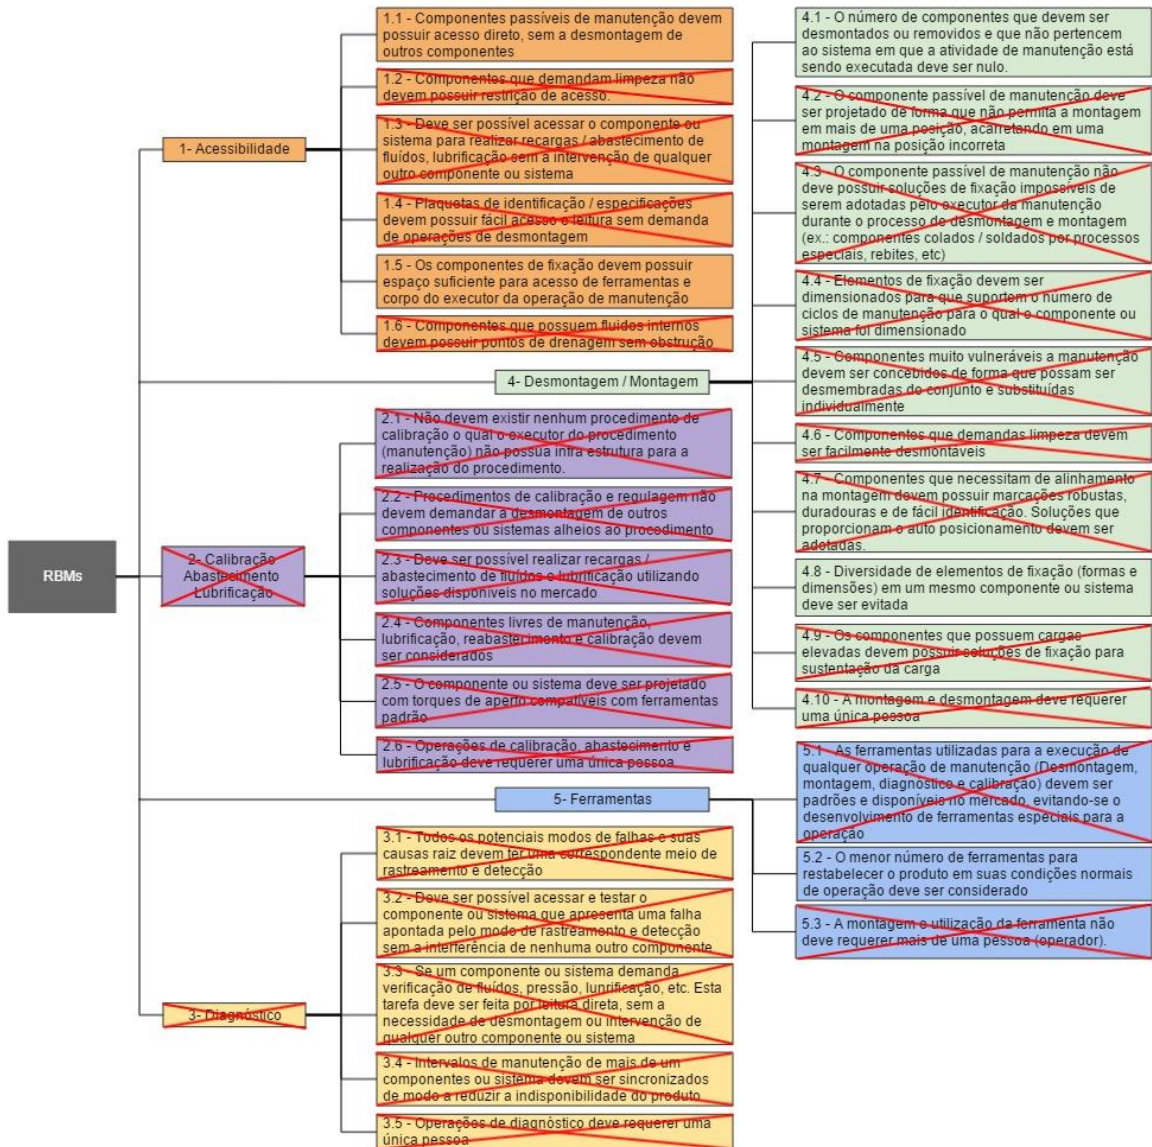 RBMs
1- Acessibilidade
1.1 - Componentes passíveis de manutenção devem
possuir acesso direto, sem a desmontagem de
outros componentes
1.2 - Componentes que demandam limpeza não
devem possuir restrição de acesso.
1.3 - Deve ser possível acessar o componente ou
sistema para realizar recargas / abastecimento de
fluídos, lubrificação sem a intervenção de qualquer
outro componente ou sistema
1.4 - Plaquetas de identificação / especificações
devem possuir fácil acesso e leitura sem demanda
de operações de desmontagem
1.5 - Os componentes de fixação devem possuir
espaço suficiente para acesso de ferramentas e
corpo do executor da operação de manutenção
1.6 - Componentes que possuem fluidos internos
devem possuir pontos de drenagem sem obstrução
2- Calibração
Abastecimento
Lubrificação
2.1 - Não devem existir nenhum procedimento de
calibração o qual o executor do procedimento
(manutenção) não possua infra estrutura para a
realização do procedimento.
2.2 - Procedimentos de calibração e regulagem não
devem demandar a desmontagem de outros
componentes ou sistemas alheios ao procedimento
2.3 - Deve ser possível realizar recargas /
abastecimento de fluídos e lubrificação utilizando
soluções disponíveis no mercado
2.4 - Componentes livres de manutenção,
lubrificação, reabastecimento e calibração devem
ser considerados
2.5 - O componente ou sistema deve ser projetado
com torques de aperto compatíveis com ferramentas
padrão
2.6 - Operações de calibração, abastecimento e
lubrificação deve requerer uma única pessoa
3- Diagnóstico
3.1 - Todos os potenciais modos de falhas e suas
causas raiz devem ter uma correspondente meio de
rastreamento e detecção
3.2 - Deve ser possível acessar e testar o
componente ou sistema que apresenta uma falha
apontada pelo modo de rastreamento e detecção
sem a interferência de nenhuma outro componente
3.3 - Se um componente ou sistema demanda
verificação de fluídos, pressão, lunrificação, etc. Esta
tarefa deve ser feita por leitura direta, sem a
necessidade de desmontagem ou intervenção de
qualquer outro componente ou sistema
3.4 - Intervalos de manutenção de mais de um
componentes ou sistema devem ser sincronizados
de modo a reduzir a indisponibilidade do produto
3.5 - Operações de diagnóstico deve requerer uma
única pessoa
4- Desmontagem / Montagem
4.1 - O número de componentes que devem ser
desmontados ou removidos e que não pertencem
ao sistema em que a atividade de manutenção está
sendo executada deve ser nulo.
4.2 - O componente passível de manutenção deve
ser projetado de forma que não permita a montagem
em mais de uma posição, acarretando em uma
montagem na posição incorreta
4.3 - O componente passível de manutenção não
deve possuir soluções de fixação impossíveis de
serem adotadas pelo executor da manutenção
durante o processo de desmontagem e montagem
(ex.: componentes colados / soldados por processos
especiais, rebites, etc)
4.4 - Elementos de fixação devem ser
dimensionados para que suportem o número de
ciclos de manutenção para o qual o componente ou
sistema foi dimensionado
4.5 - Componentes muito vulneráveis a manutenção
devem ser concebidos de forma que possam ser
desmembradas do conjunto e substituídas
individualmente
4.6 - Componentes que demandas limpeza devem
ser facilmente desmontáveis
4.7 - Componentes que necessitam de alinhamento
na montagem devem possuir marcações robustas,
duradouras e de fácil identificação. Soluções que
proporcionam o auto posicionamento devem ser
adotadas.
4.8 - Diversidade de elementos de fixação (formas e
dimensões) em um mesmo componente ou sistema
deve ser evitada
4.9 - Os componentes que possuem cargas
elevadas devem possuir soluções de fixação para
sustentação da carga
4.10 - A montagem e desmontagem deve requerer
uma única pessoa
5- Ferramentas
5.1 - As ferramentas utilizadas para a execução de
qualquer operação de manutenção (Desmontagem,
montagem, diagnóstico e calibração) devem ser
padrões e disponíveis no mercado, evitando-se o
desenvolvimento de ferramentas especiais para a
operação
5.2 - O menor número de ferramentas para
restabelecer o produto em suas condições normais
de operação deve ser considerado
5.3 - A montagem e utilização da ferramenta não
deve requerer mais de uma pessoa (operador).